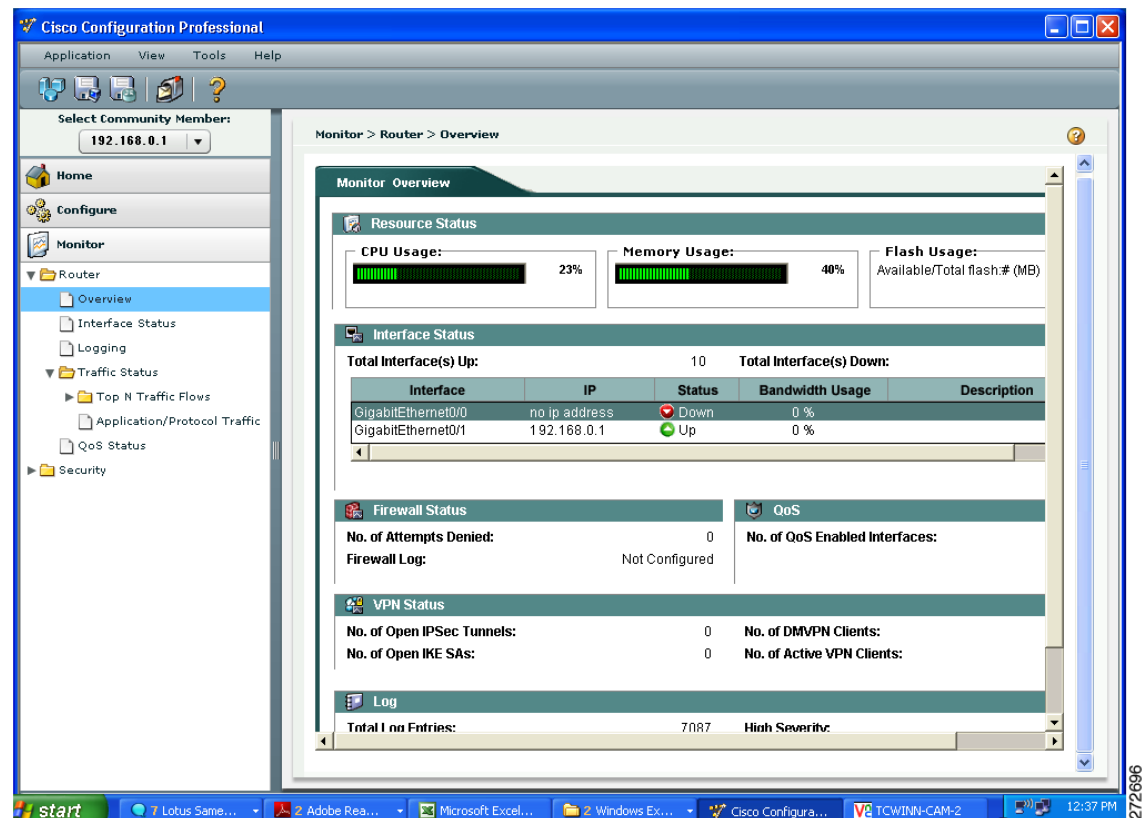 Cisco Configuration Professional
Application View Tools Help
Select Community Member:
192.168.0.1
Home
Configure
Monitor
Router
Overview
Interface Status
Logging
Traffic Status
Top N Traffic Flows
Application/Protocol Traffic
QoS Status
Security
Monitor > Router > Overview
Monitor Overview
Resource Status
CPU Usage:
23%
Memory Usage:
40%
Flash Usage:
Available/Total flash:# (MB)
Interface Status
Total Interface(s) Up: 10 Total Interface(s) Down:
Interface IP Status Bandwidth Usage Description
GigabitEthernet0/0 no ip address Down 0 %
GigabitEthernet0/1 192.168.0.1 Up 0 %
Firewall Status
No. of Attempts Denied: 0
Firewall Log: Not Configured
QoS
No. of QoS Enabled Interfaces:
VPN Status
No. of Open IPSec Tunnels: 0 No. of DMVPN Clients:
No. of Open IKE SAs: 0 No. of Active VPN Clients:
Log
Total Log Entries: 7087 High Severity:
start 7 Lotus Same... 2 Adobe Rea... Microsoft Excel... 2 Windows Ex... Cisco Configura... TCWINN-CAM-2 12:37 PM
272696